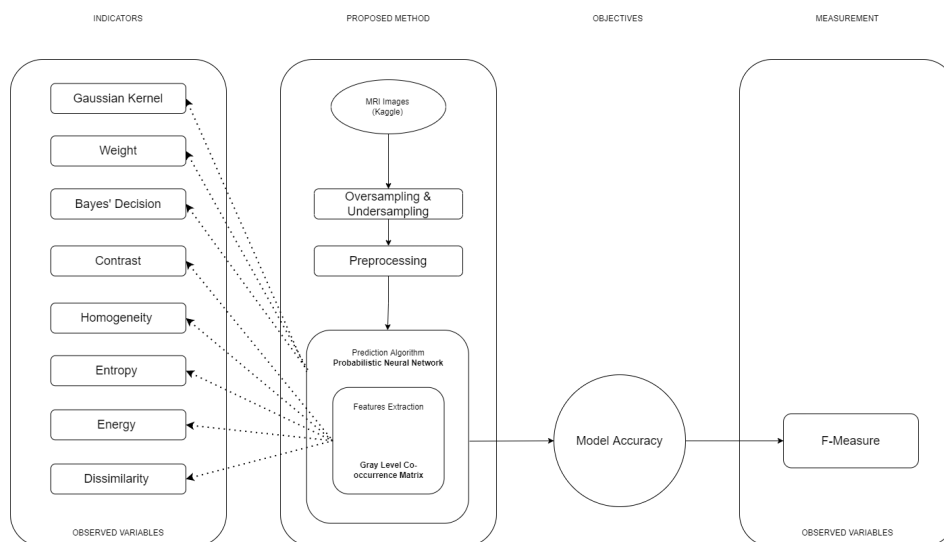 INDICATORS
PROPOSED METHOD
OBJECTIVES
MEASUREMENT
Gaussian Kernel
Weight
Bayes' Decision
Contrast
Homogeneity
Entropy
Energy
Dissimilarity
OBSERVED VARIABLES
MRI Images
(Kaggle)
Oversampling &
Undersampling
Preprocessing
Prediction Algorithm
Probabilistic Neural Network
Features Extraction
Gray Level Co-
occurrence Matrix
Model Accuracy
F-Measure
OBSERVED VARIABLES